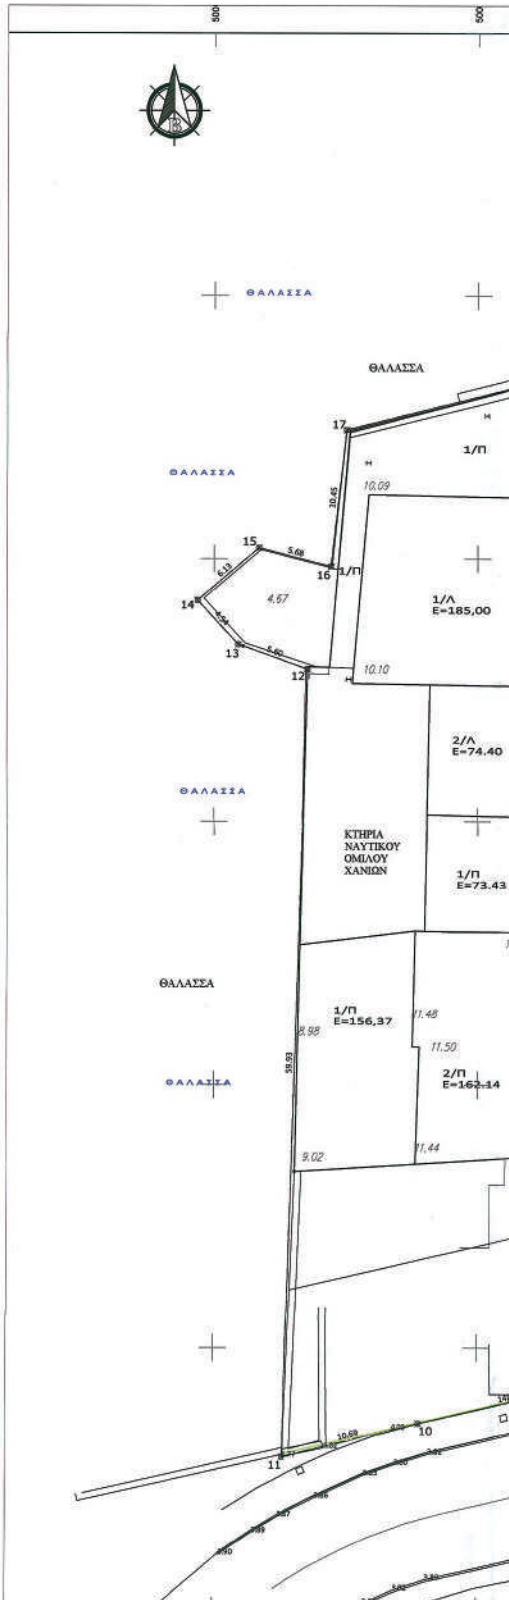 500 500
B
ΘΑΛΑΣΣΑ
ΘΑΛΑΣΣΑ
17
Η
1/Π
ΘΑΛΑΣΣΑ
10.09
10.45
15
5.68
16
1/Π
6.13
14
4.67
1/Λ
Ε=185,00
4.54
13
5.60
12
10.10
Η
2/Λ
Ε=74.40
ΘΑΛΑΣΣΑ
ΚΤΗΡΙΑ
ΝΑΥΤΙΚΟΥ
ΟΜΙΛΟΥ
ΧΑΝΙΩΝ
1/Π
Ε=73.43
ΘΑΛΑΣΣΑ
1/Π
Ε=156,37
11.48
8.98
11.50
59.93
2/Π
Ε=162.14
ΘΑΛΑΣΣΑ
11.44
9.02
10.69
10
11